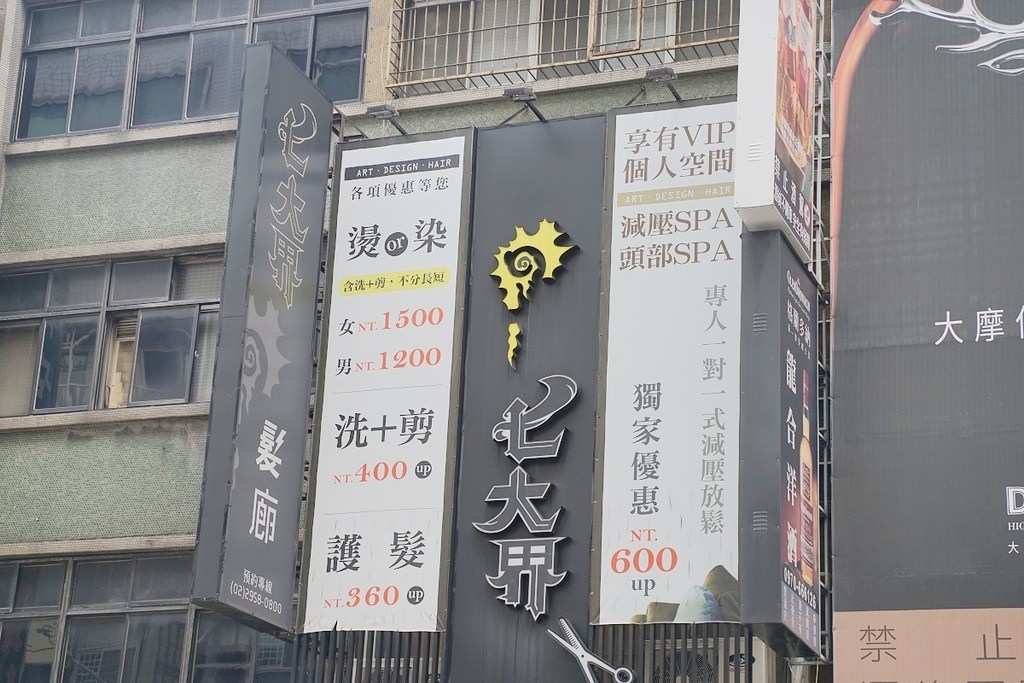 七大界
髮廊
預約專線
(02)2958-0800
ART · DESIGN · HAIR
各項優惠等您
燙 or 染
含洗+剪,不分長短
女 NT. 1500
男 NT. 1200
洗+剪
NT. 400 up
護 髮
NT. 360 up
七大界
享有VIP
個人空間
ART · DESIGN · HAIR
減壓SPA
頭部SPA
專人一對一式減壓放鬆
獨家優惠
NT.
600
up
龍合洋酒
大摩
禁 止